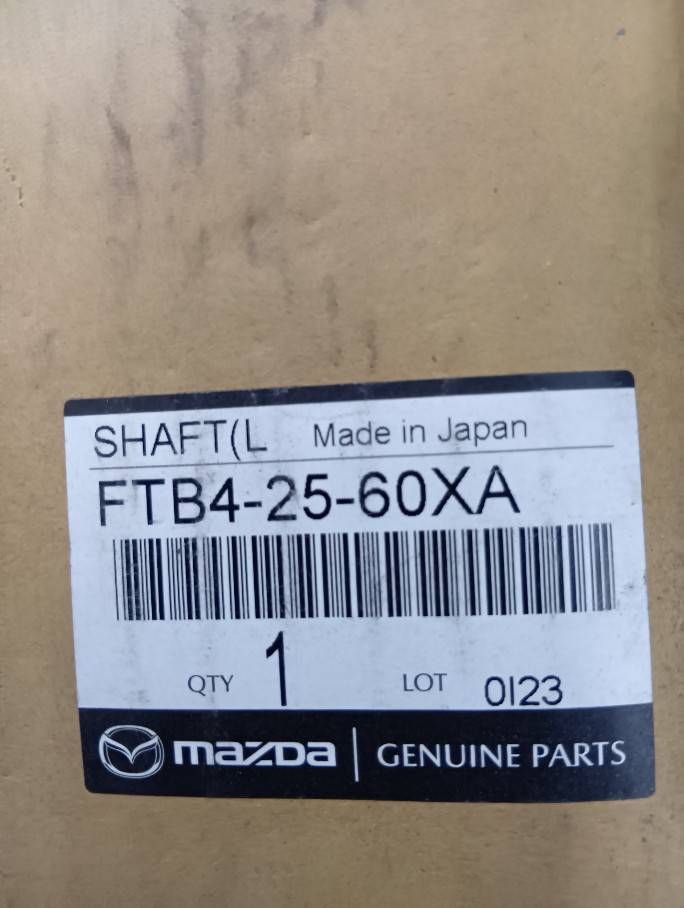 SHAFT(L Made in Japan
FTB4-25-60XA
QTY 1 LOT 0I23
mazda | GENUINE PARTS